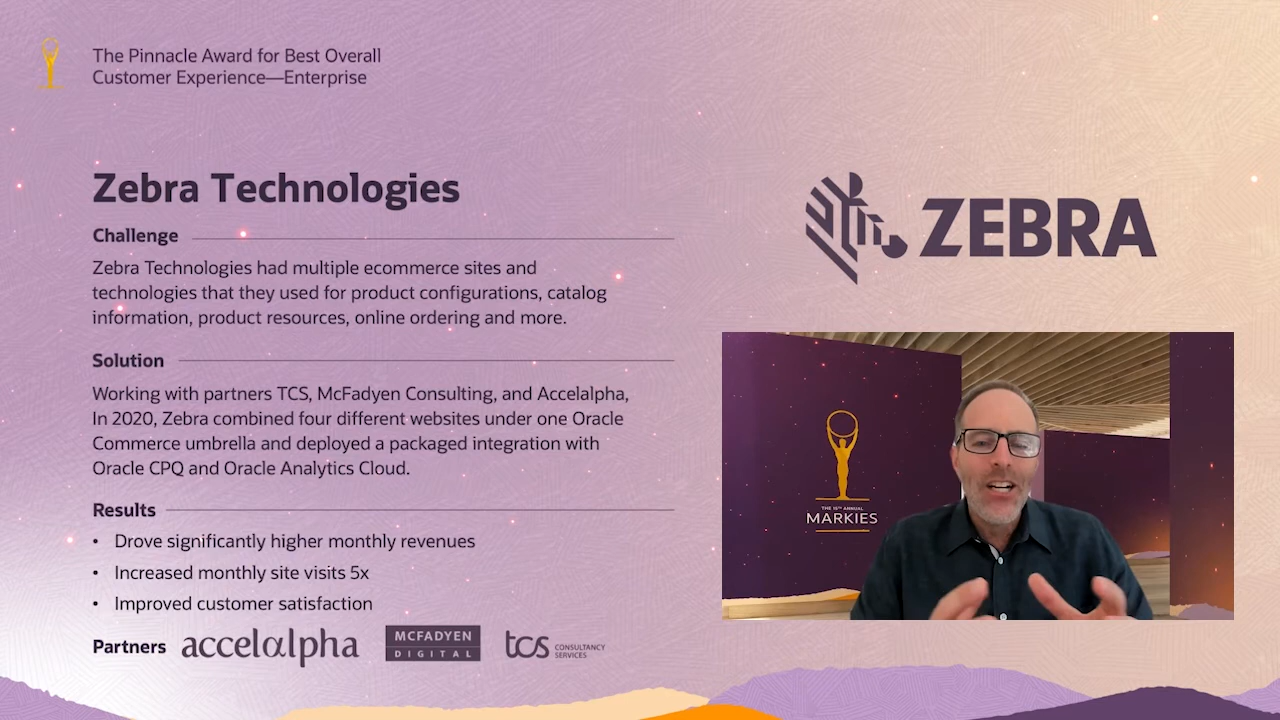 The Pinnacle Award for Best Overall
Customer Experience—Enterprise
Zebra Technologies
Challenge
Zebra Technologies had multiple ecommerce sites and
technologies that they used for product configurations, catalog
information, product resources, online ordering and more.
Solution
Working with partners TCS, McFadyen Consulting, and Accelalpha,
In 2020, Zebra combined four different websites under one Oracle
Commerce umbrella and deployed a packaged integration with
Oracle CPQ and Oracle Analytics Cloud.
Results
• Drove significantly higher monthly revenues
• Increased monthly site visits 5x
• Improved customer satisfaction
Partners
accelalpha
MCFADYEN
DIGITAL
tcs
CONSULTANCY
SERVICES
ZEBRA
THE 15TH ANNUAL
MARKIES